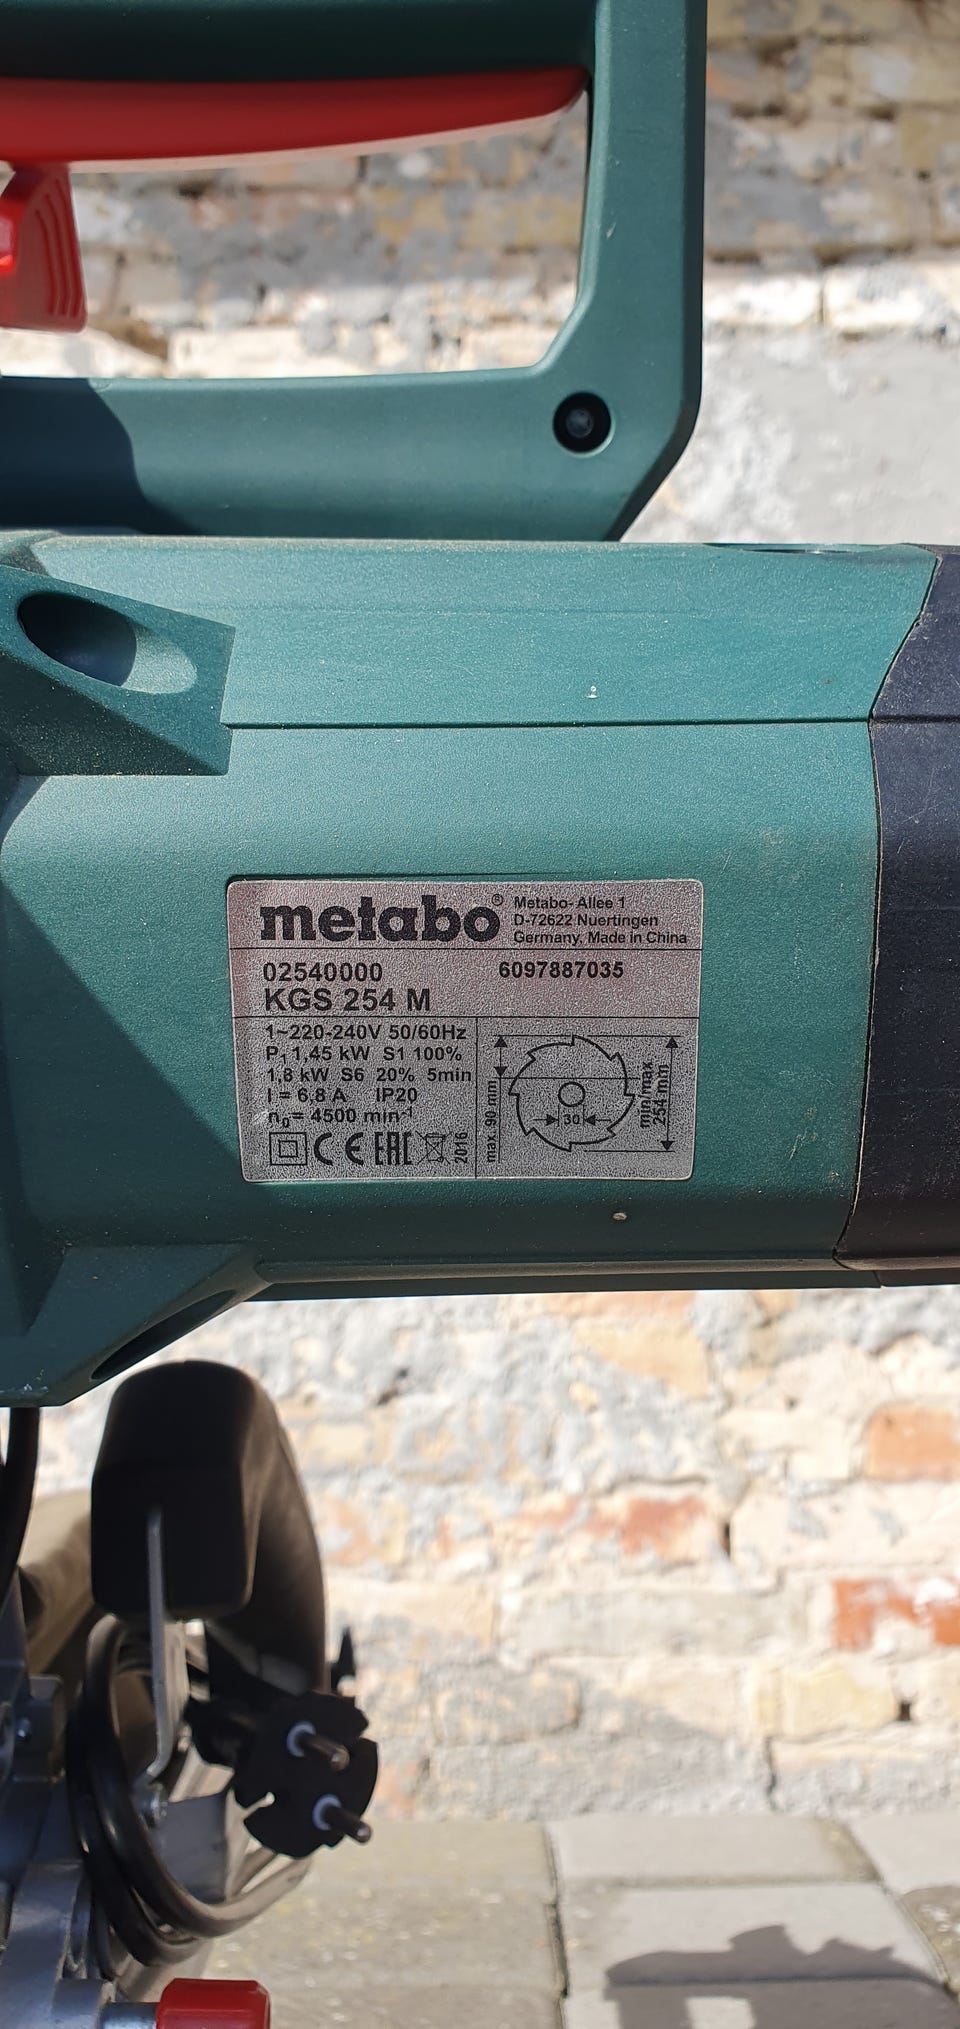 metabo®
Metabo-Allee 1
D-72622 Nuertingen
Germany, Made in China
02540000 6097887035
KGS 254 M
1~220-240V 50/60Hz
P₁ 1,45 kW S1 100%
1,8 kW S6 20% 5min
I = 6,8 A IP20
n₀= 4500 min⁻¹
CE EAC 2016
max. 90 mm
30
min/max
254 mm